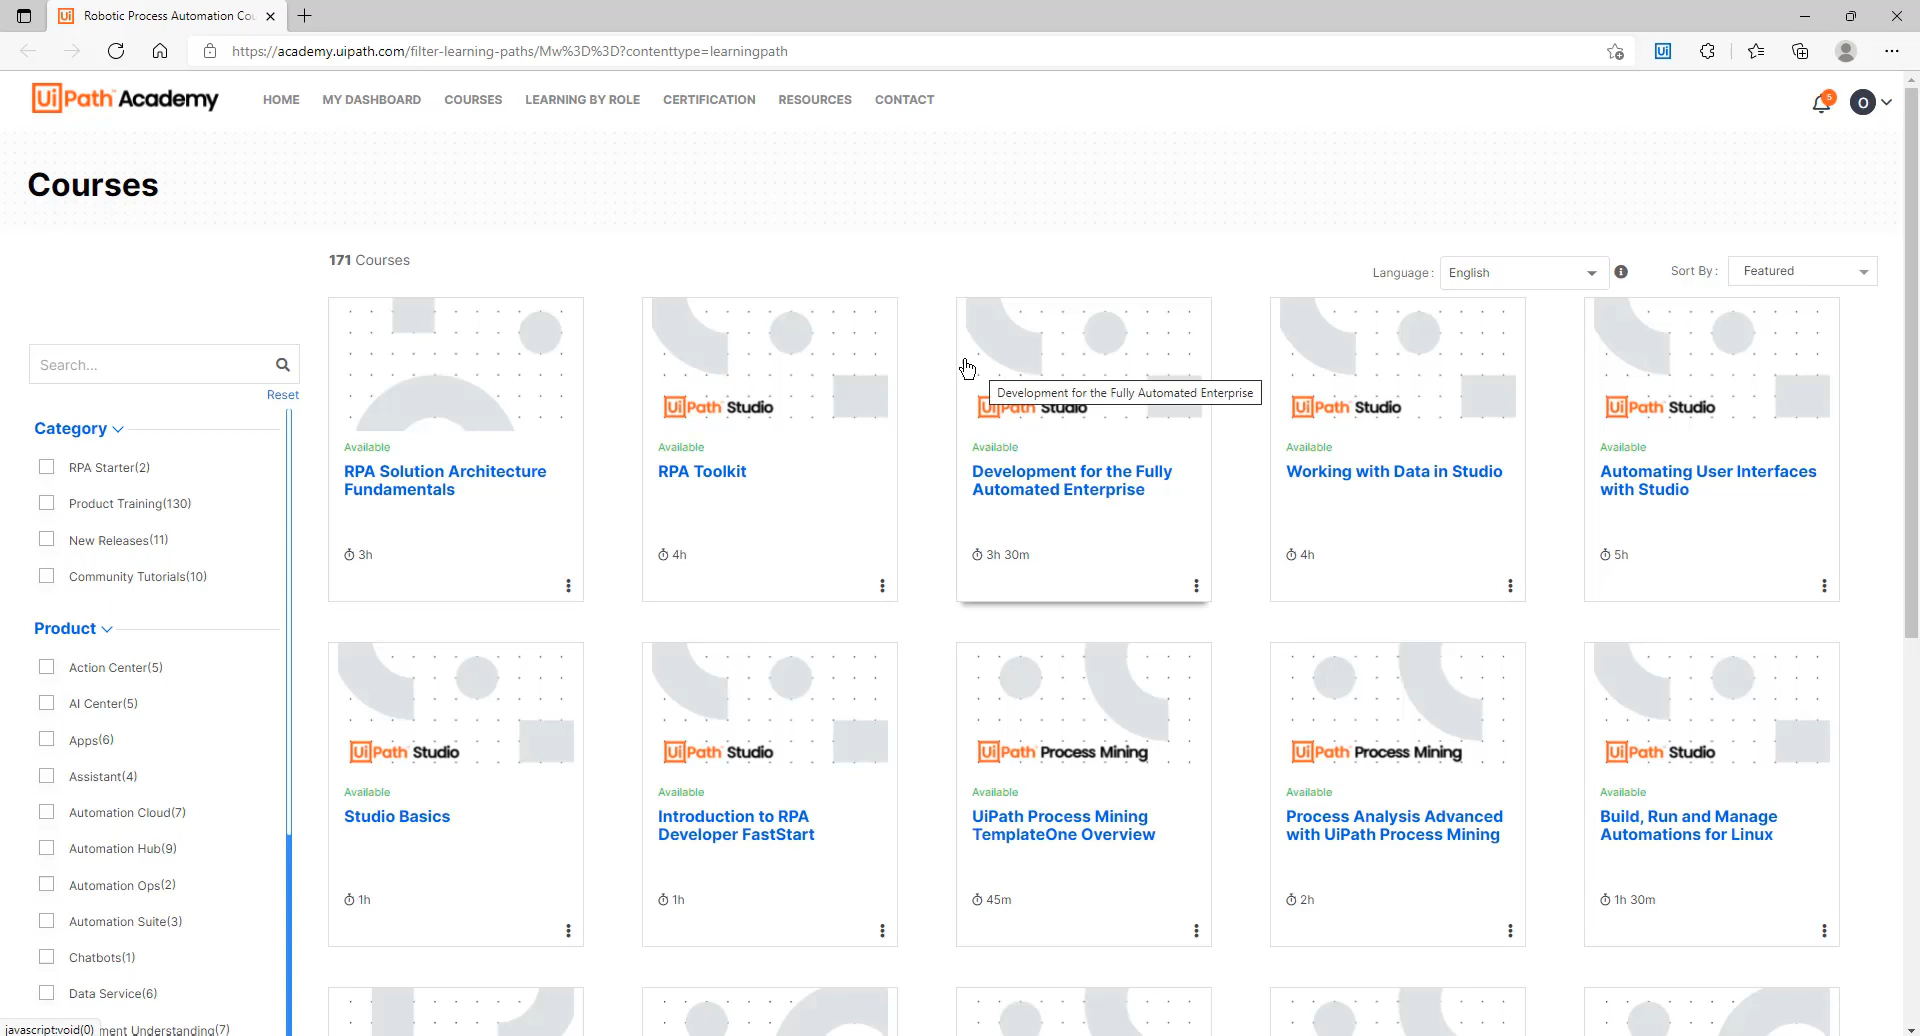 Robotic Process Automation Cou
https://academy.uipath.com/filter-learning-paths/Mw%3D%3D?contenttype=learningpath
UiPath Academy
HOME
MY DASHBOARD
COURSES
LEARNING BY ROLE
CERTIFICATION
RESOURCES
CONTACT
5
O
Courses
171 Courses
Language:
English
Sort By:
Featured
Search...
Reset
Category
RPA Starter(2)
Product Training(130)
New Releases(11)
Community Tutorials(10)
Product
Action Center(5)
AI Center(5)
Apps(6)
Assistant(4)
Automation Cloud(7)
Automation Hub(9)
Automation Ops(2)
Automation Suite(3)
Chatbots(1)
Data Service(6)
ment Understanding(7)
javascript:void(0)
Available
RPA Solution Architecture
Fundamentals
3h
UiPath Studio
Available
RPA Toolkit
4h
Development for the Fully Automated Enterprise
UiPath Studio
Available
Development for the Fully
Automated Enterprise
3h 30m
UiPath Studio
Available
Working with Data in Studio
4h
UiPath Studio
Available
Automating User Interfaces
with Studio
5h
UiPath Studio
Available
Studio Basics
1h
UiPath Studio
Available
Introduction to RPA
Developer FastStart
1h
UiPath Process Mining
Available
UiPath Process Mining
TemplateOne Overview
45m
UiPath Process Mining
Available
Process Analysis Advanced
with UiPath Process Mining
2h
UiPath Studio
Available
Build, Run and Manage
Automations for Linux
1h 30m